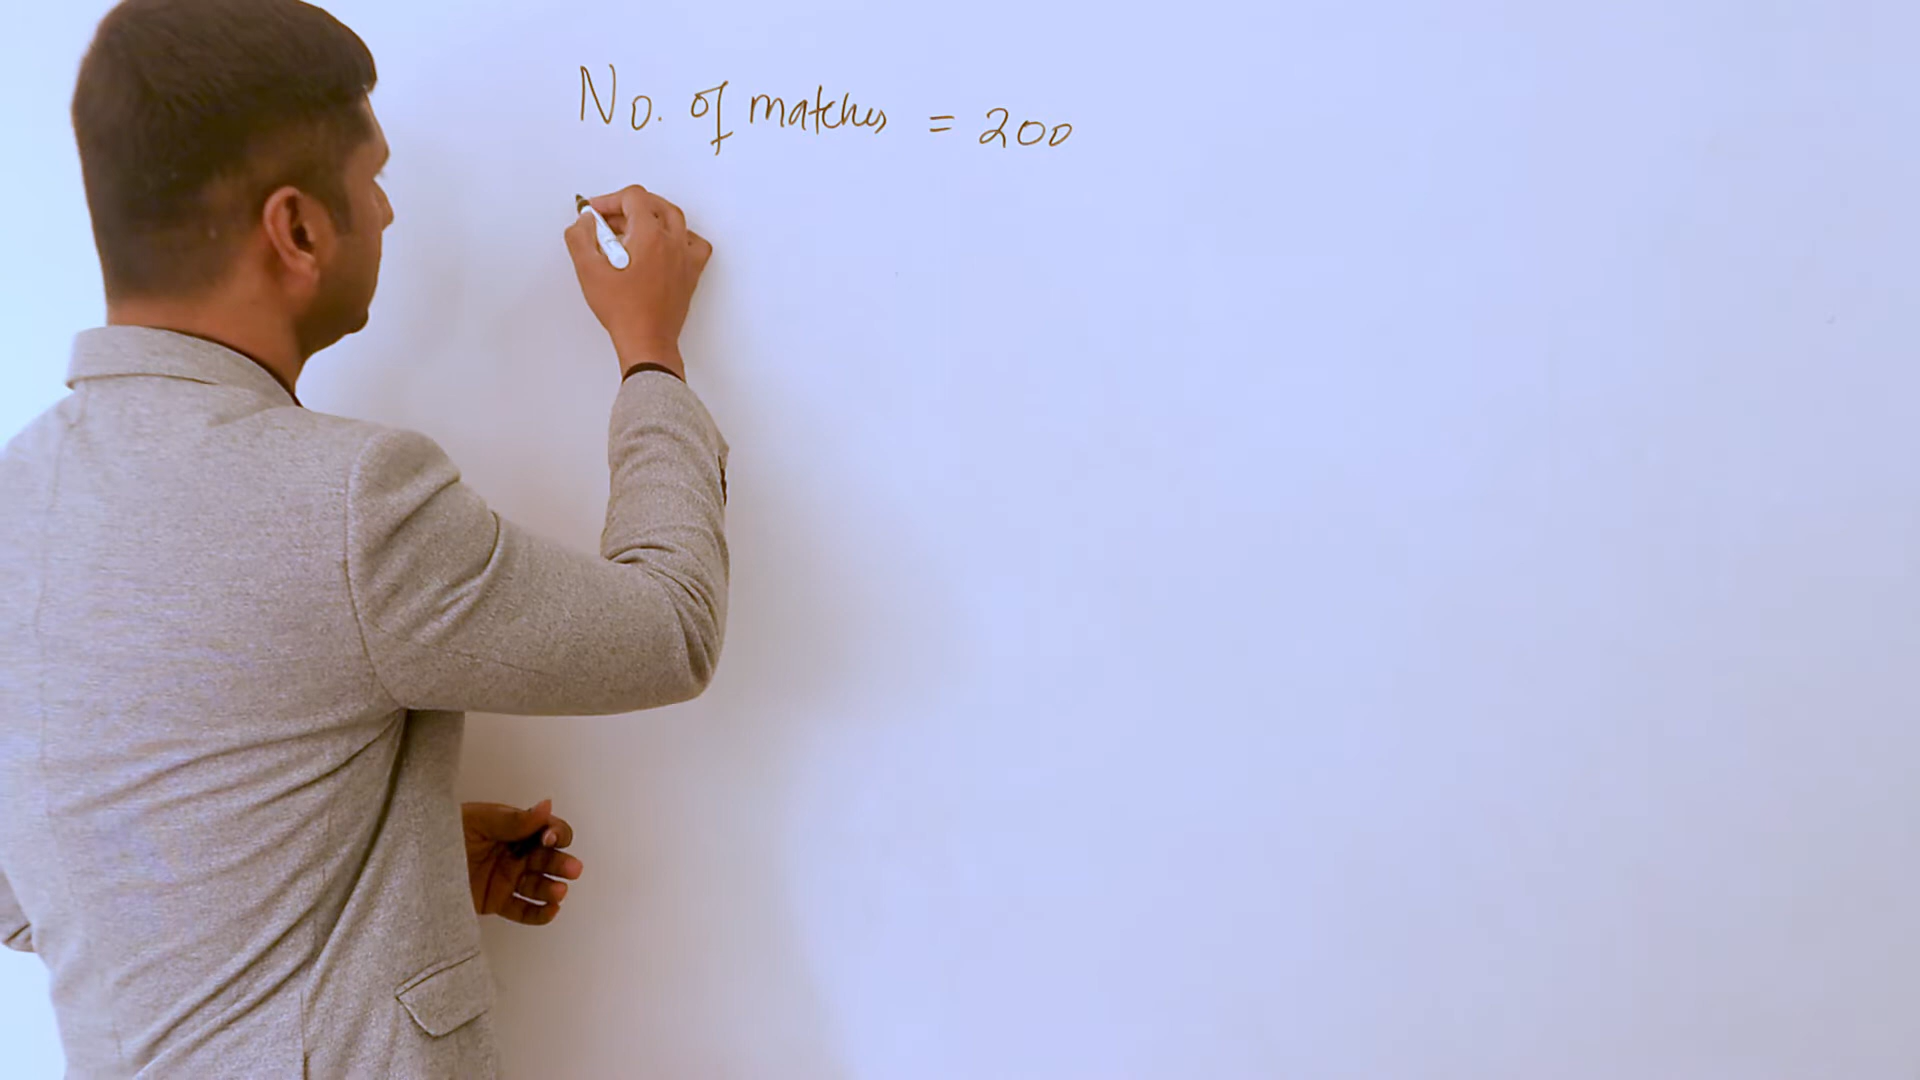 No. of matches = 200